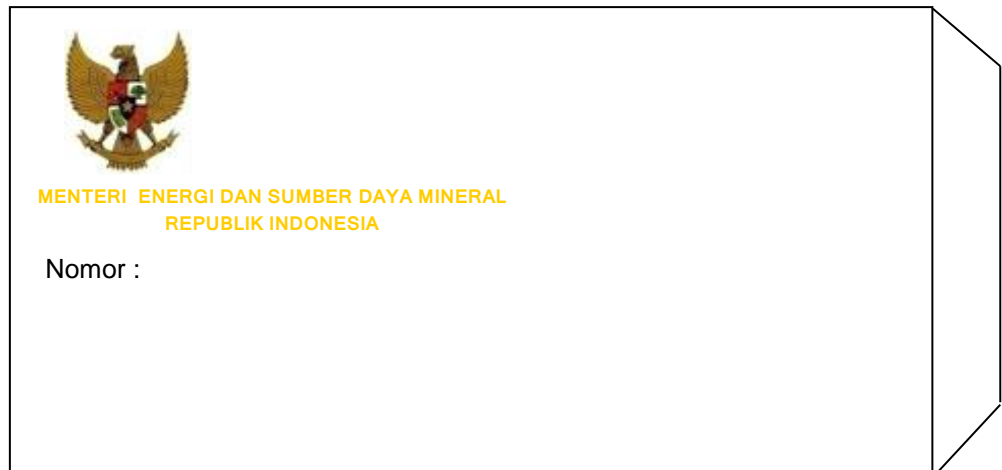 MENTERI ENERGI DAN SUMBER DAYA MINERAL
REPUBLIK INDONESIA
Nomor :